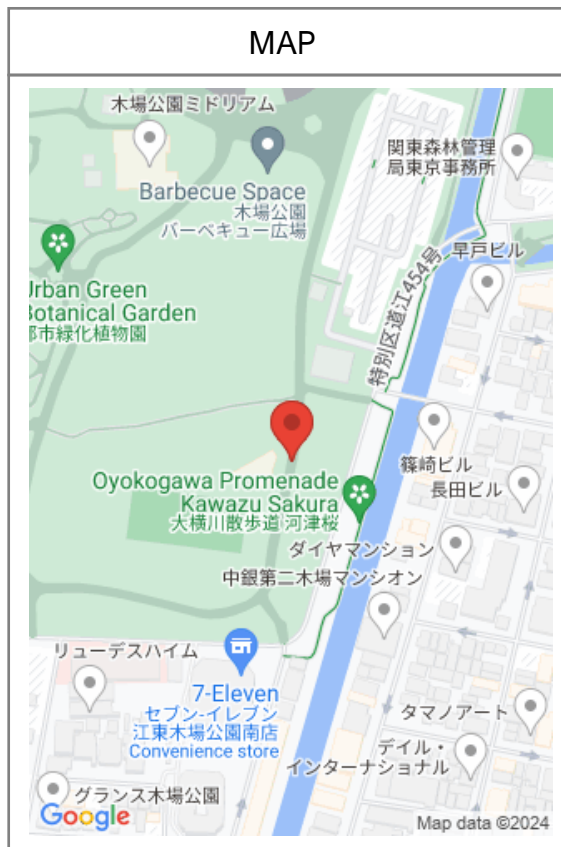 MAP
木場公園ミドリアム
関東森林管理
局東京事務所
Barbecue Space
木場公園
バーベキュー広場
特別区道江454号
早戸ビル
Urban Green
Botanical Garden
都市緑化植物園
篠崎ビル
長田ビル
Oyokogawa Promenade
Kawazu Sakura
大横川散歩道 河津桜
ダイヤマンション
中銀第二木場マンシオン
リューデスハイム
7-Eleven
セブン-イレブン
江東木場公園南店
Convenience store
タマノアート
デイル・
インターナショナル
グランス木場公園
Google
Map data ©2024